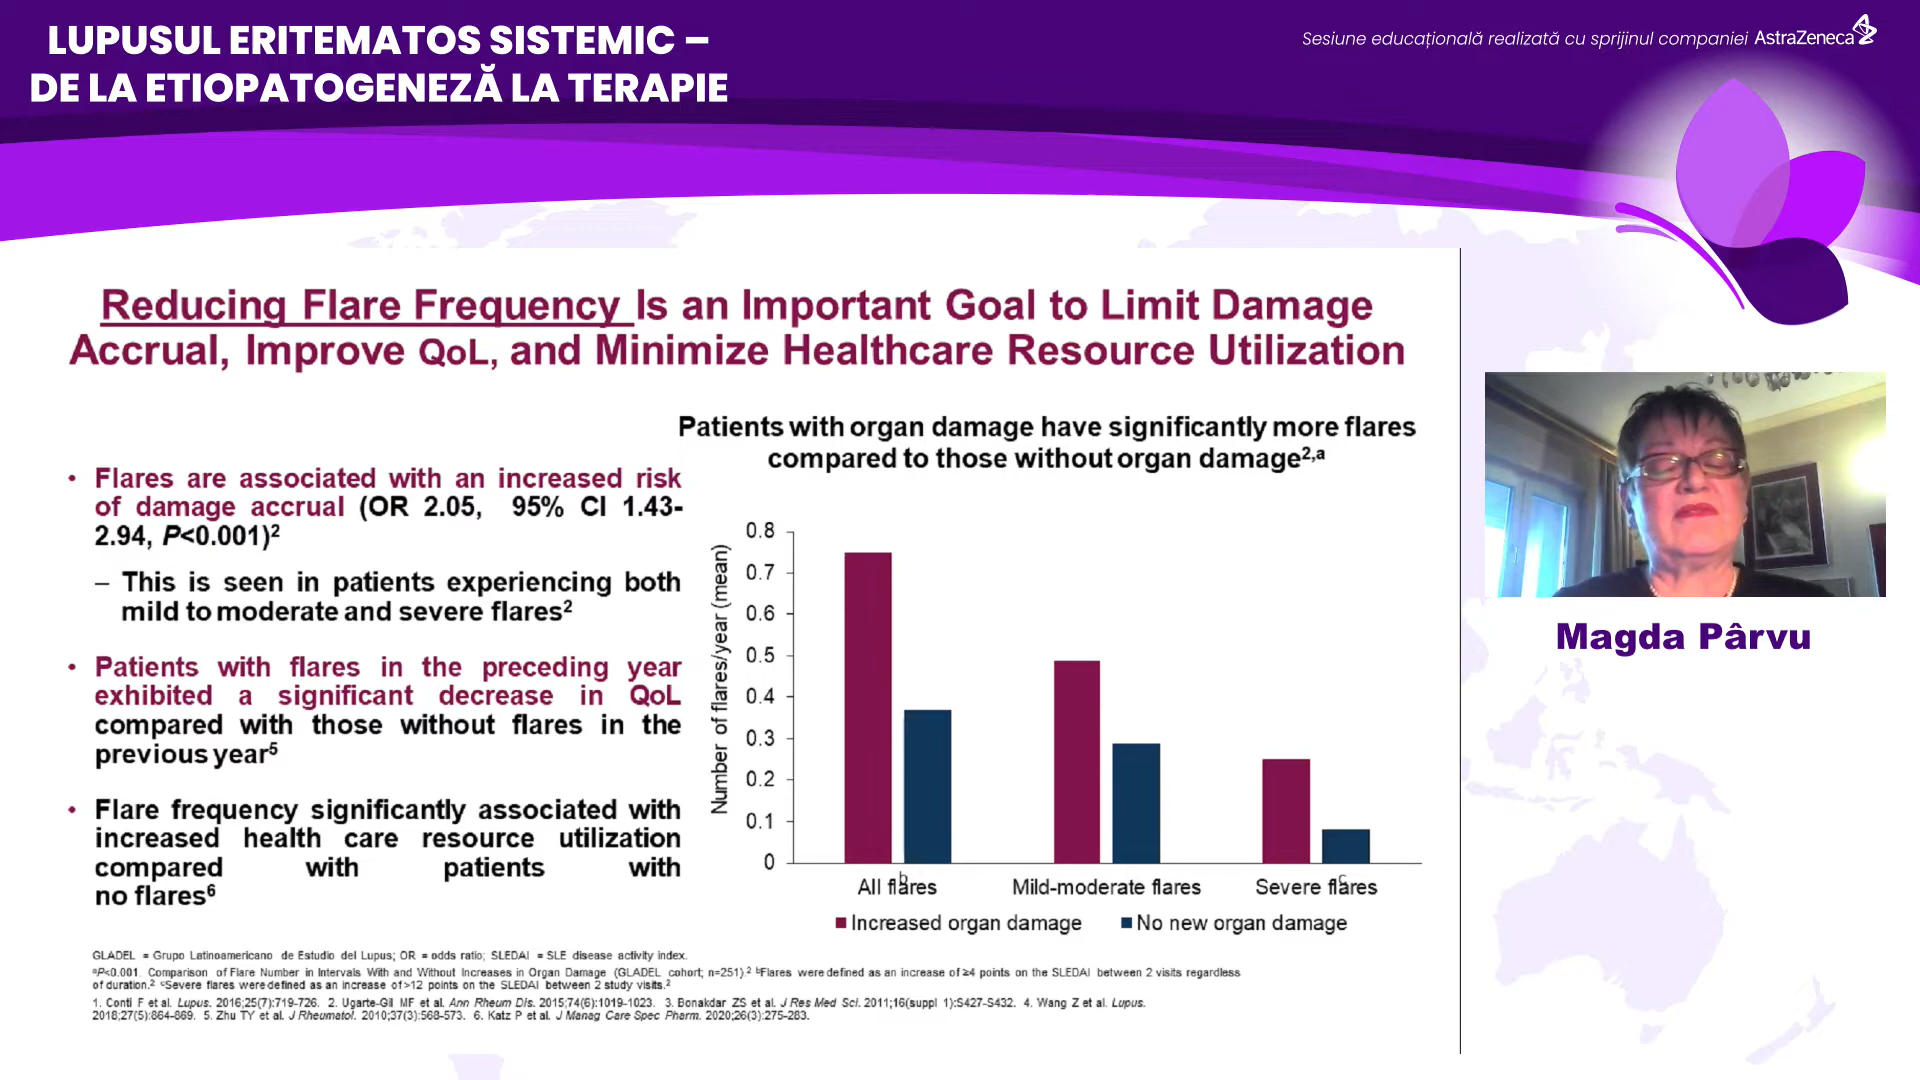 LUPUSUL ERITEMATOS SISTEMIC –
DE LA ETIOPATOGENEZĂ LA TERAPIE
Sesiune educațională realizată cu sprijinul companiei AstraZeneca
Reducing Flare Frequency Is an Important Goal to Limit Damage
Accrual, Improve QoL, and Minimize Healthcare Resource Utilization
• Flares are associated with an increased risk
of damage accrual (OR 2.05, 95% CI 1.43-
2.94, P<0.001)²
– This is seen in patients experiencing both
mild to moderate and severe flares²
• Patients with flares in the preceding year
exhibited a significant decrease in QoL
compared with those without flares in the
previous year⁵
• Flare frequency significantly associated with
increased health care resource utilization
compared with patients with
no flares⁶
Patients with organ damage have significantly more flares
compared to those without organ damage²,ᵃ
Number of flares/year (mean)
0.8
0.7
0.6
0.5
0.4
0.3
0.2
0.1
0
All flares b
Mild-moderate flares
Severe flares c
Increased organ damage
No new organ damage
GLADEL = Grupo Latinoamericano de Estudio del Lupus; OR = odds ratio; SLEDAI = SLE disease activity index.
ᵃP<0.001. Comparison of Flare Number in Intervals With and Without Increases in Organ Damage (GLADEL cohort; n=251).² ᵇFlares were defined as an increase of ≥4 points on the SLEDAI between 2 visits regardless
of duration.² ᶜSevere flares were defined as an increase of >12 points on the SLEDAI between 2 study visits.²
1. Conti F et al. Lupus. 2016;25(7):719-726. 2. Ugarte-Gil MF et al. Ann Rheum Dis. 2015;74(6):1019-1023. 3. Bonakdar ZS et al. J Res Med Sci. 2011;16(suppl 1):S427-S432. 4. Wang Z et al. Lupus.
2018;27(5):864-869. 5. Zhu TY et al. J Rheumatol. 2010;37(3):568-573. 6. Katz P et al. J Manag Care Spec Pharm. 2020;26(3):275-283.
Magda Pârvu